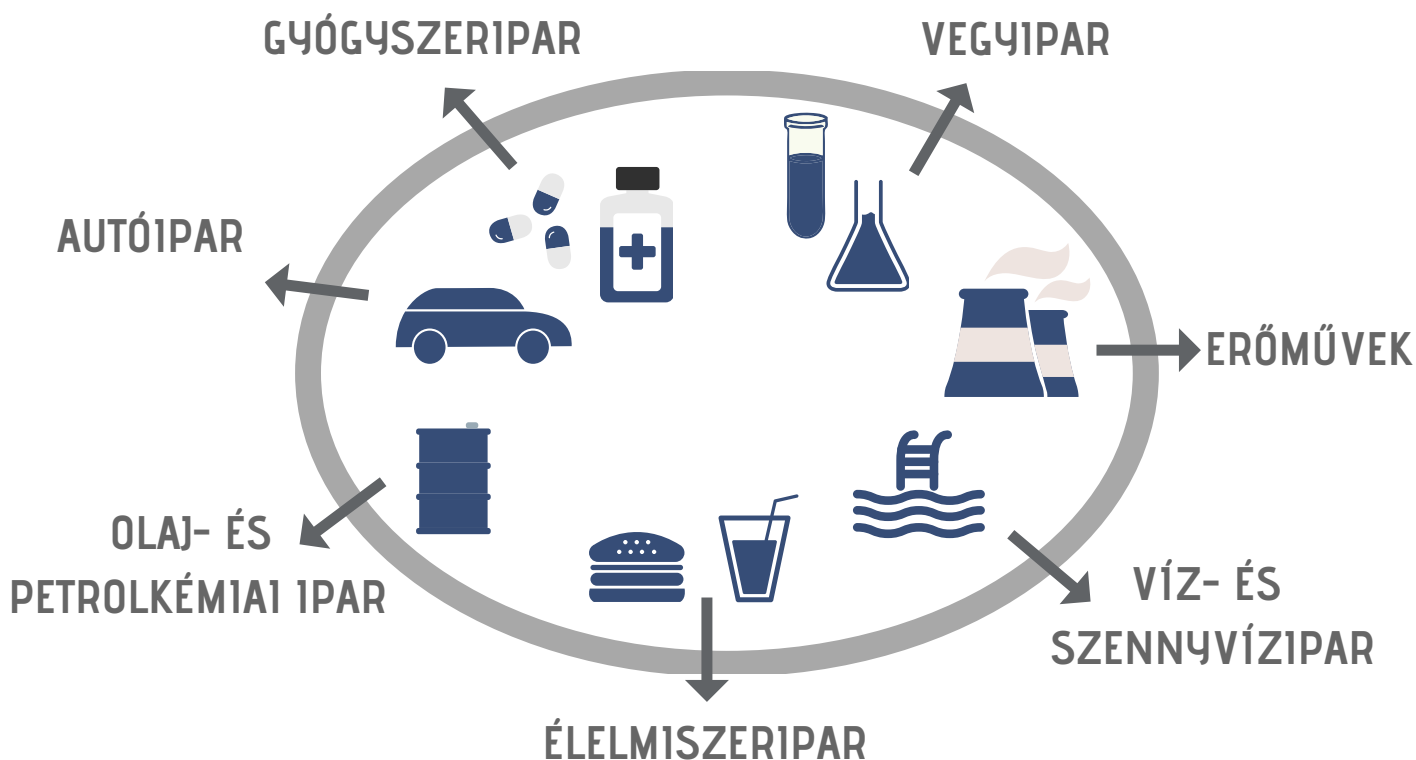 GYÓGYSZERIPAR
VEGYIPAR
AUTÓIPAR
ERŐMŰVEK
OLAJ- ÉS
PETROLKÉMIAI IPAR
VÍZ- ÉS
SZENNYVÍZIPAR
ÉLELMISZERIPAR